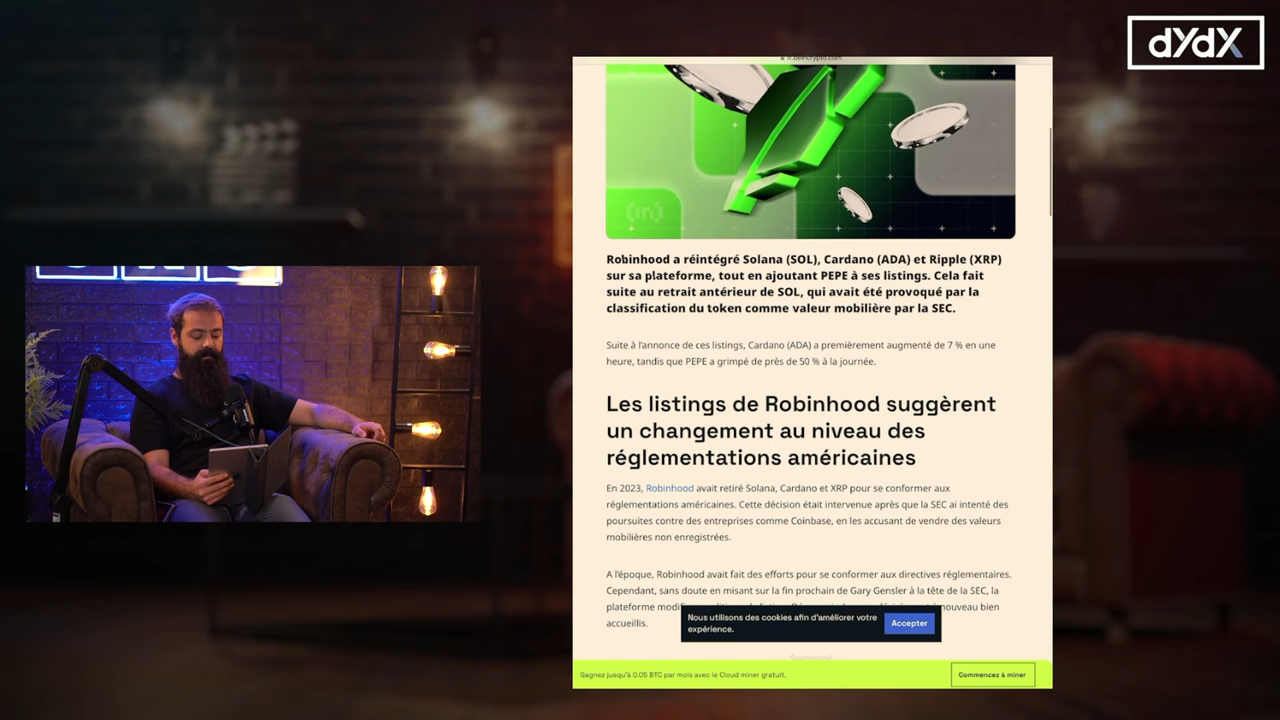 dYdX
fr.beincrypto.com
Robinhood a réintégré Solana (SOL), Cardano (ADA) et Ripple (XRP)
sur sa plateforme, tout en ajoutant PEPE à ses listings. Cela fait
suite au retrait antérieur de SOL, qui avait été provoqué par la
classification du token comme valeur mobilière par la SEC.
Suite à l'annonce de ces listings, Cardano (ADA) a premièrement augmenté de 7 % en une
heure, tandis que PEPE a grimpé de près de 50 % à la journée.
Les listings de Robinhood suggèrent
un changement au niveau des
réglementations américaines
En 2023, Robinhood avait retiré Solana, Cardano et XRP pour se conformer aux
réglementations américaines. Cette décision était intervenue après que la SEC ai intenté des
poursuites contre des entreprises comme Coinbase, en les accusant de vendre des valeurs
mobilières non enregistrées.
A l'époque, Robinhood avait fait des efforts pour se conformer aux directives réglementaires.
Cependant, sans doute en misant sur la fin prochain de Gary Gensler à la tête de la SEC, la
plateforme nouveau bien
accueillis.
Nous utilisons des cookies afin d'améliorer votre
expérience.
Accepter
Sponsorisé
Gagnez jusqu'à 0.05 BTC par mois avec le Cloud miner gratuit.
Commencez à miner